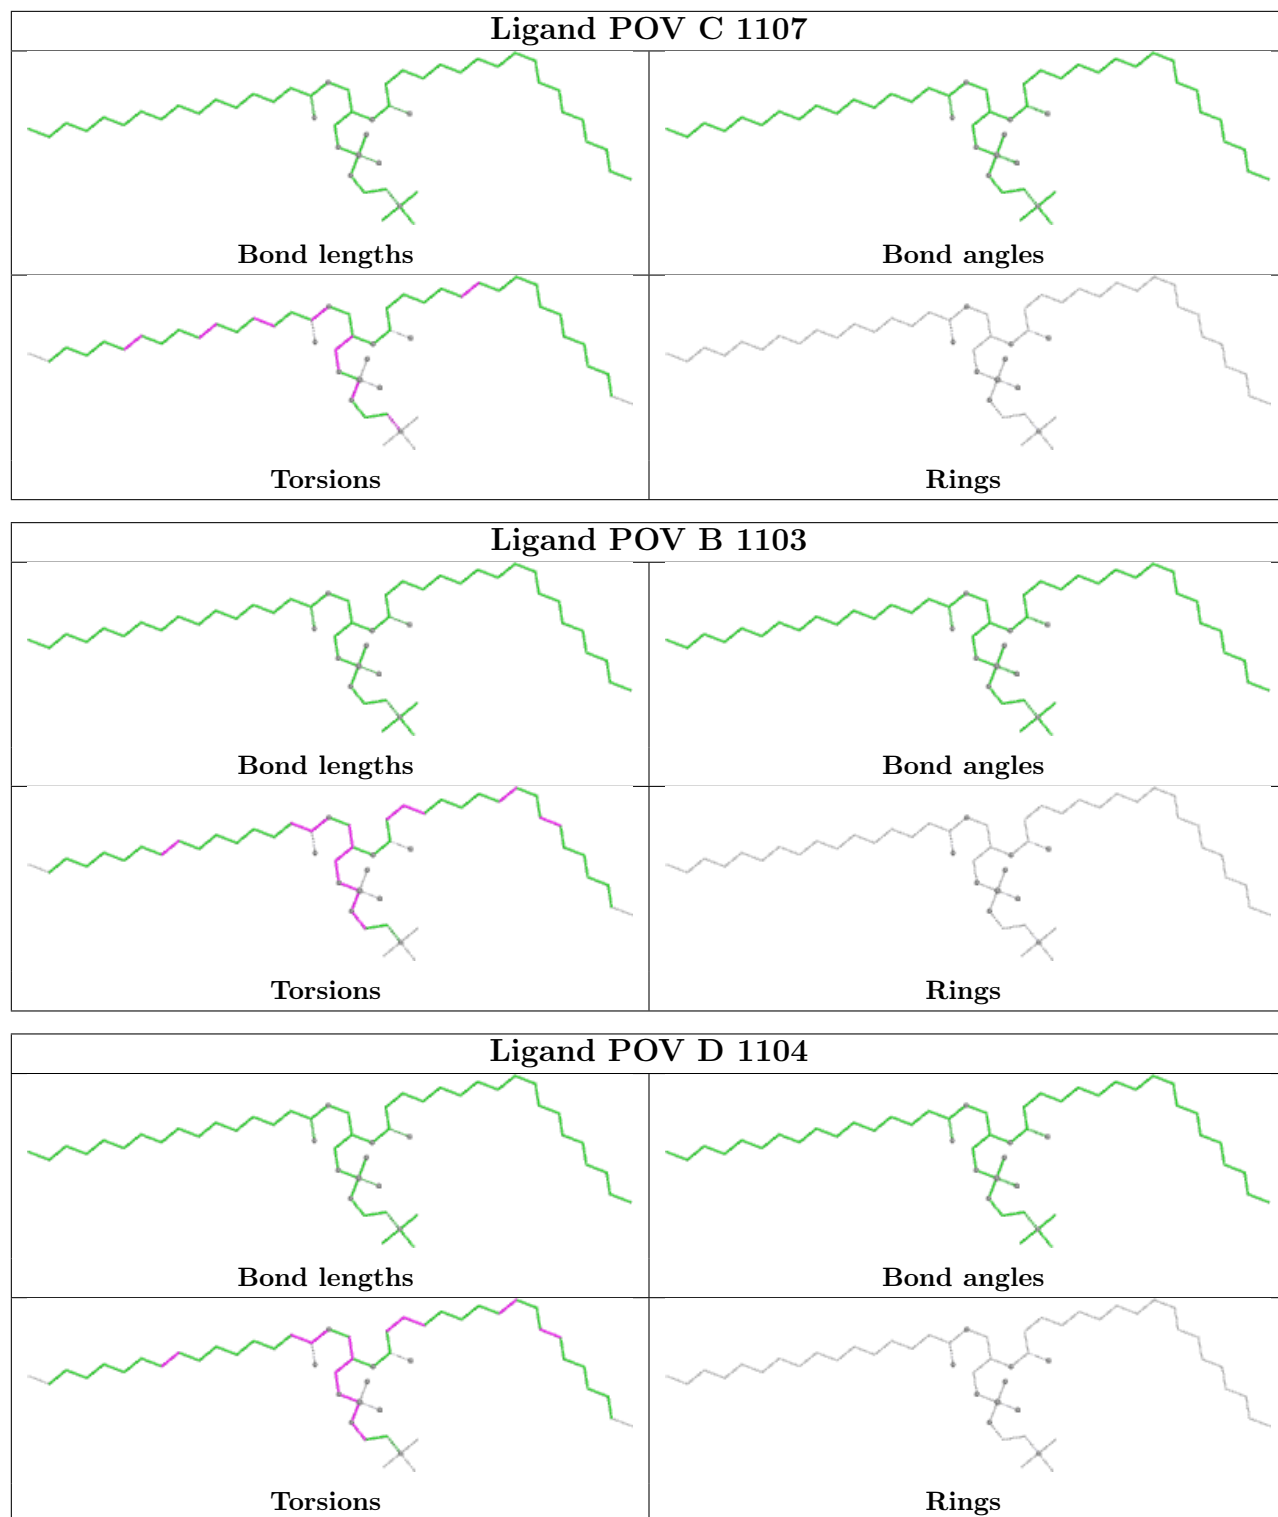 Ligand POV C 1107
Bond lengths
Bond angles
Torsions
Rings
Ligand POV B 1103
Bond lengths
Bond angles
Torsions
Rings
Ligand POV D 1104
Bond lengths
Bond angles
Torsions
Rings